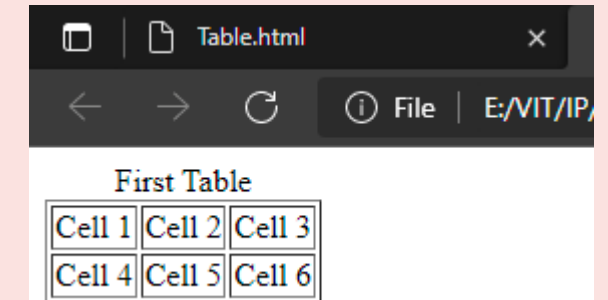 Table.html
File E:/VIT/IP/
First Table
Cell 1 Cell 2 Cell 3
Cell 4 Cell 5 Cell 6